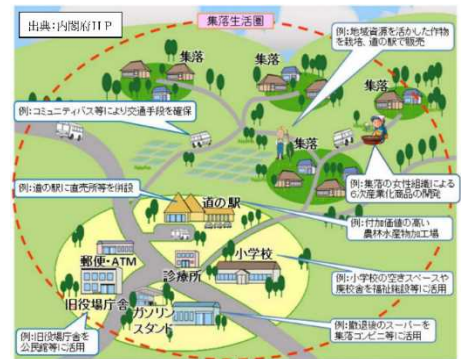 出典:内閣府HP
集落生活圏
例:地域資源を活かした作物
を栽培、道の駅で販売
集落
集落
例:コミュニティバス等により交通手段を確保
集落
集落
例:集落の女性組織による
6次産業化商品の開発
例:道の駅に直売所等を併設
道の駅
例:付加価値の高い
農林水産物加工場
郵便・ATM
小学校
診療所
例:小学校の空きスペースや
廃校舎を福祉施設等に活用
旧役場庁舎
ガソリン
スタンド
例:旧役場庁舎を
公民館等に活用
例:撤退後のスーパーを
集落コンビニ等に活用